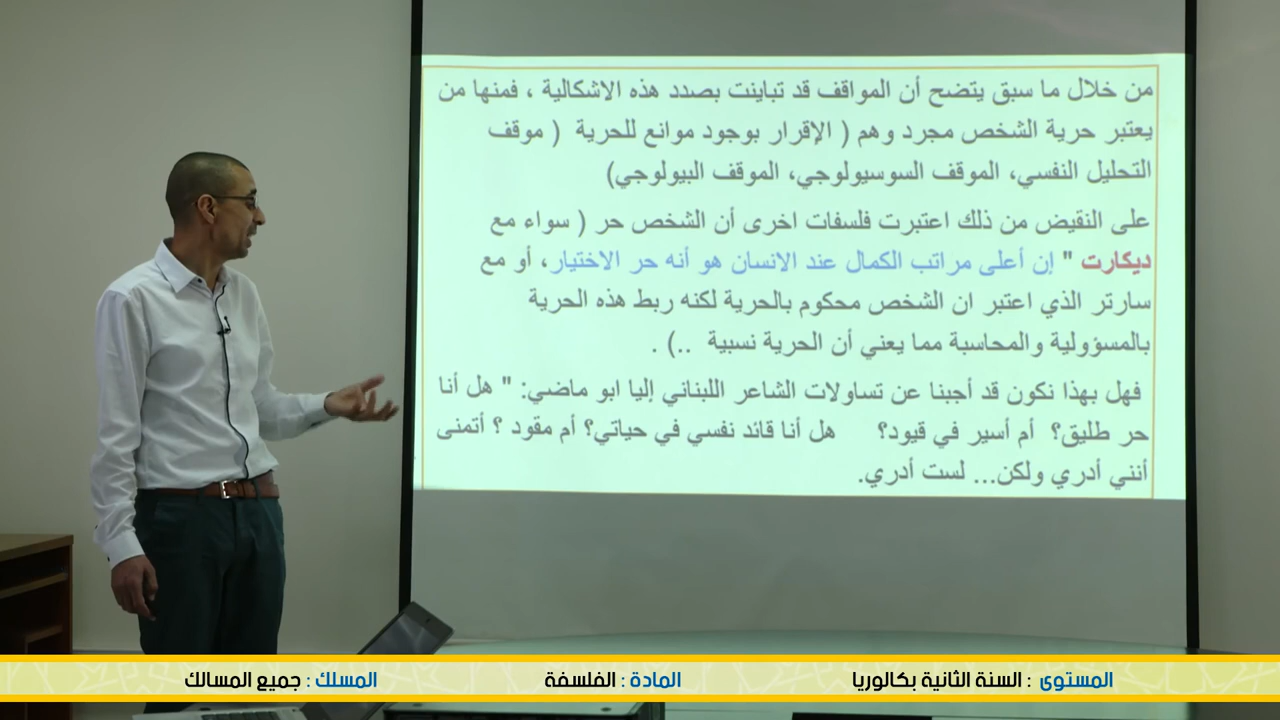 من خلال ما سبق يتضح أن المواقف قد تباينت بصدد هذه الاشكالية ، فمنها من
يعتبر حرية الشخص مجرد وهم ( الإقرار بوجود موانع للحرية ( موقف
التحليل النفسي، الموقف السوسيولوجي، الموقف البيولوجي)
على النقيض من ذلك اعتبرت فلسفات اخرى أن الشخص حر ( سواء مع
ديكارت " إن أعلى مراتب الكمال عند الانسان هو أنه حر الاختيار، أو مع
سارتر الذي اعتبر ان الشخص محكوم بالحرية لكنه ربط هذه الحرية
بالمسؤولية والمحاسبة مما يعني أن الحرية نسبية ..) .
فهل بهذا نكون قد أجبنا عن تساولات الشاعر اللبناني إليا ابو ماضي: " هل أنا
حر طليق؟ أم أسير في قيود؟ هل أنا قائد نفسي في حياتي؟ أم مقود ؟ أتمنى
أنني أدري ولكن... لست أدري.
المستوى : السنة الثانية بكالوريا المادة : الفلسفة المسلك : جميع المسالك